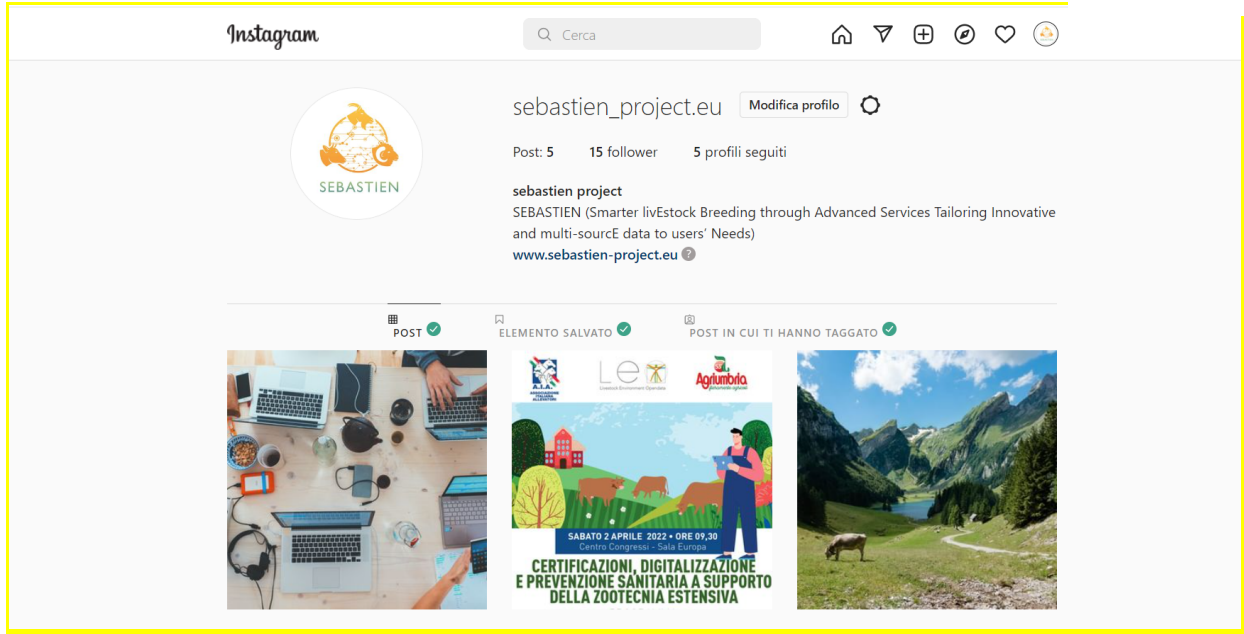 Instagram
Cerca
sebastien_project.eu Modifica profilo
Post: 5 15 follower 5 profili seguiti
SEBASTIEN
sebastien project
SEBASTIEN (Smarter livEstock Breeding through Advanced Services Tailoring Innovative
and multi-sourcE data to users' Needs)
www.sebastien-project.eu ?
POST ELEMENTO SALVATO POST IN CUI TI HANNO TAGGATO
A.I.A.
ASSOCIAZIONE
ITALIANA
ALLEVATORI
Leo
Livestock Environment Opendata
Agriumbria
SABATO 2 APRILE 2022 • ORE 09,30
Centro Congressi - Sala Europa
CERTIFICAZIONI, DIGITALIZZAZIONE
E PREVENZIONE SANITARIA A SUPPORTO
DELLA ZOOTECNIA ESTENSIVA